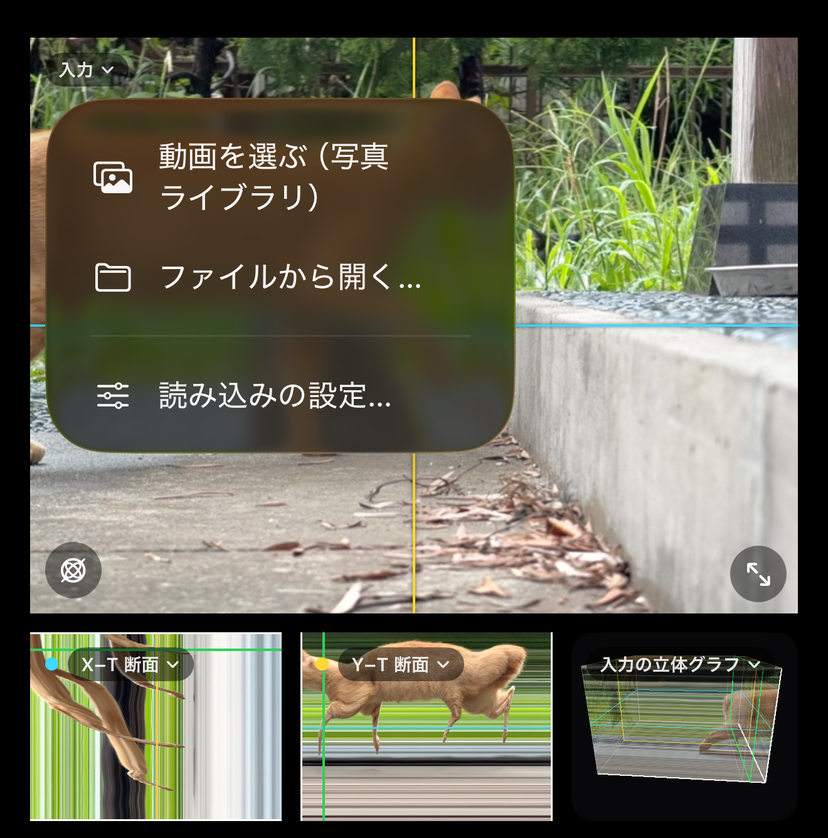 入力
動画を選ぶ（写真
ライブラリ）
ファイルから開く...
読み込みの設定...
X–T 断面
Y–T 断面
入力の立体グラフ